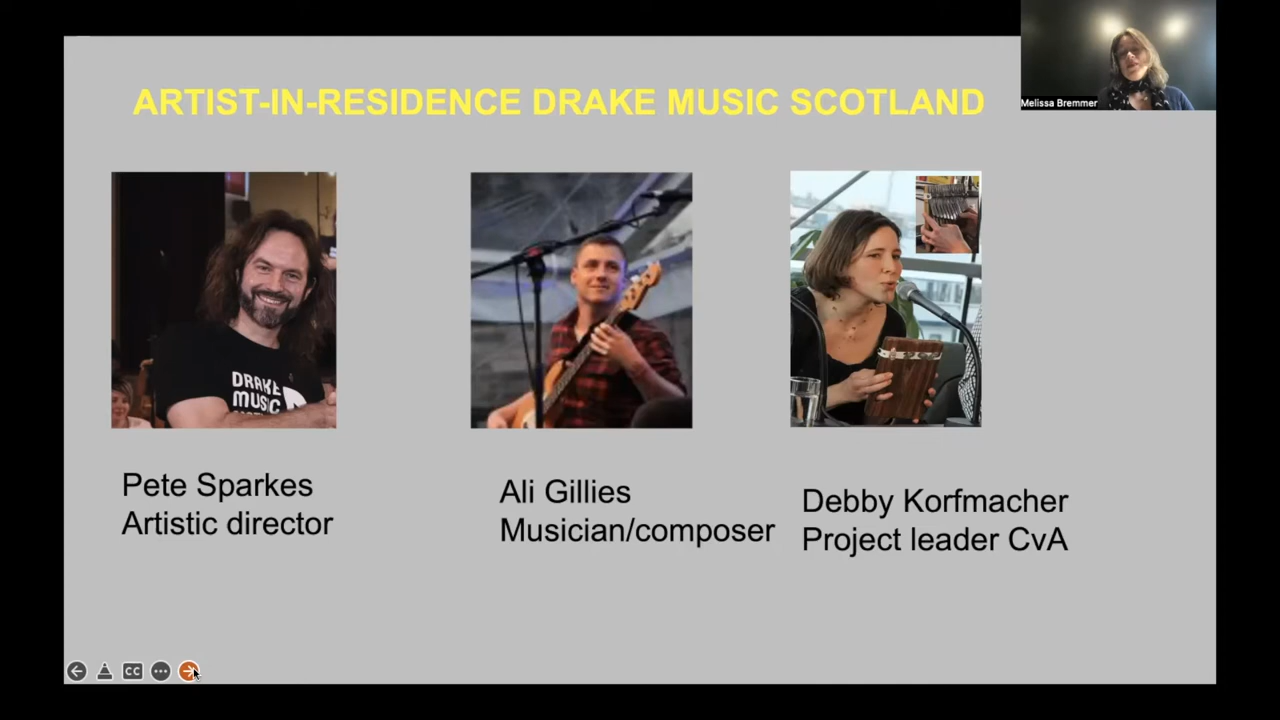 ARTIST-IN-RESIDENCE DRAKE MUSIC SCOTLAND
Melissa Bremmer
DRAKE
MUSIC
Pete Sparkes
Artistic director
Ali Gillies
Musician/composer
Debby Korfmacher
Project leader CvA
CC